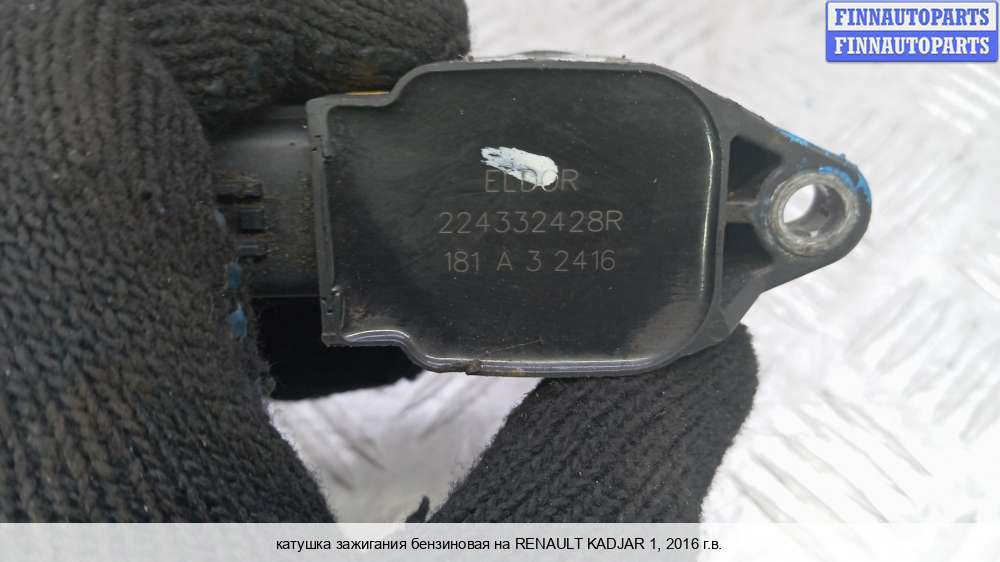 FINNAUTOPARTS
FINNAUTOPARTS
ELDOR
224332428R
181 A 3 2416
катушка зажигания бензиновая на RENAULT KADJAR 1, 2016 г.в.